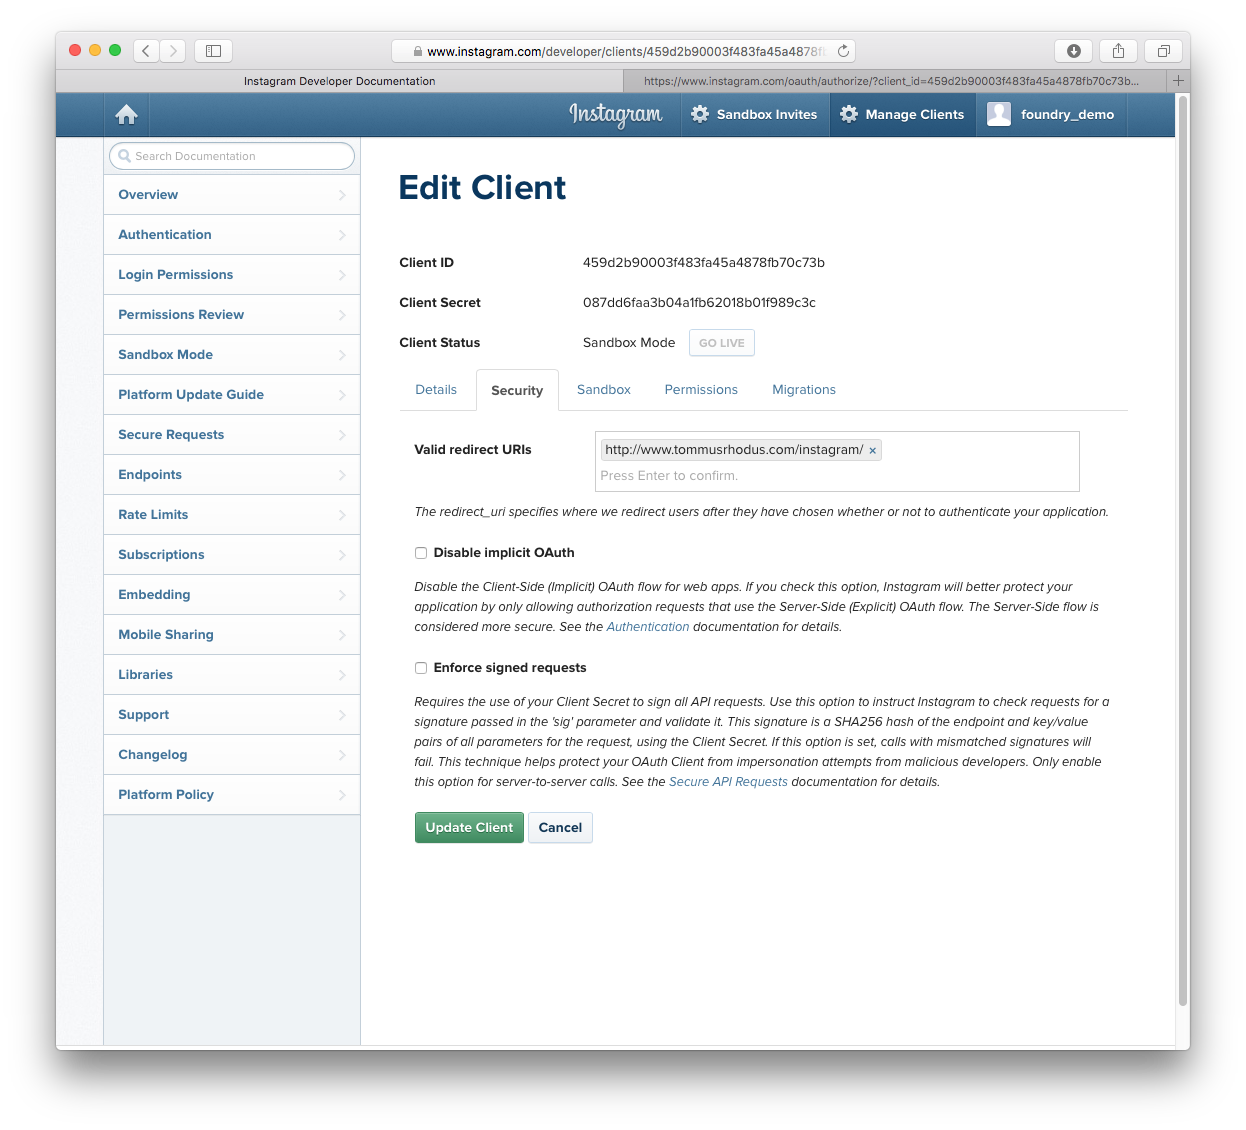 www.instagram.com/developer/clients/459d2b90003f483fa45a4878fb
Instagram Developer Documentation
https://www.instagram.com/oauth/authorize/?client_id=459d2b90003f483fa45a4878fb70c73b...
Instagram
Sandbox Invites
Manage Clients
foundry_demo
Search Documentation
Overview
Authentication
Login Permissions
Permissions Review
Sandbox Mode
Platform Update Guide
Secure Requests
Endpoints
Rate Limits
Subscriptions
Embedding
Mobile Sharing
Libraries
Support
Changelog
Platform Policy
Edit Client
Client ID 459d2b90003f483fa45a4878fb70c73b
Client Secret 087dd6faa3b04a1fb62018b01f989c3c
Client Status Sandbox Mode GO LIVE
Details Security Sandbox Permissions Migrations
Valid redirect URIs http://www.tommusrhodus.com/instagram/ ×
Press Enter to confirm.
The redirect_uri specifies where we redirect users after they have chosen whether or not to authenticate your application.
Disable implicit OAuth
Disable the Client-Side (Implicit) OAuth flow for web apps. If you check this option, Instagram will better protect your
application by only allowing authorization requests that use the Server-Side (Explicit) OAuth flow. The Server-Side flow is
considered more secure. See the Authentication documentation for details.
Enforce signed requests
Requires the use of your Client Secret to sign all API requests. Use this option to instruct Instagram to check requests for a
signature passed in the 'sig' parameter and validate it. This signature is a SHA256 hash of the endpoint and key/value
pairs of all parameters for the request, using the Client Secret. If this option is set, calls with mismatched signatures will
fail. This technique helps protect your OAuth Client from impersonation attempts from malicious developers. Only enable
this option for server-to-server calls. See the Secure API Requests documentation for details.
Update Client Cancel